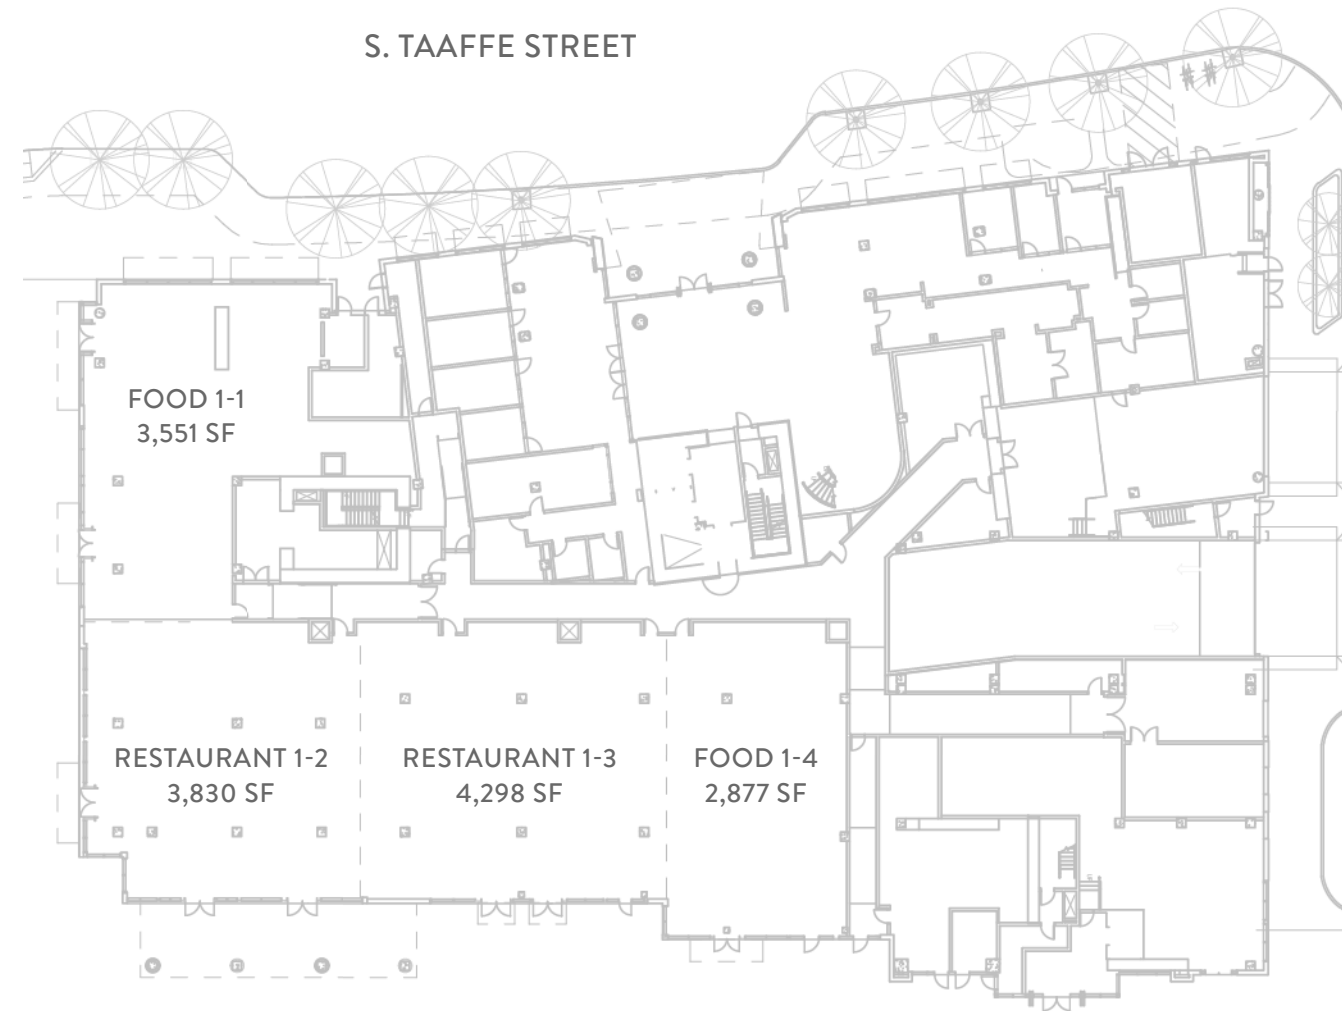 S. TAAFFE STREET
FOOD 1-1
3,551 SF
RESTAURANT 1-2
3,830 SF
RESTAURANT 1-3
4,298 SF
FOOD 1-4
2,877 SF